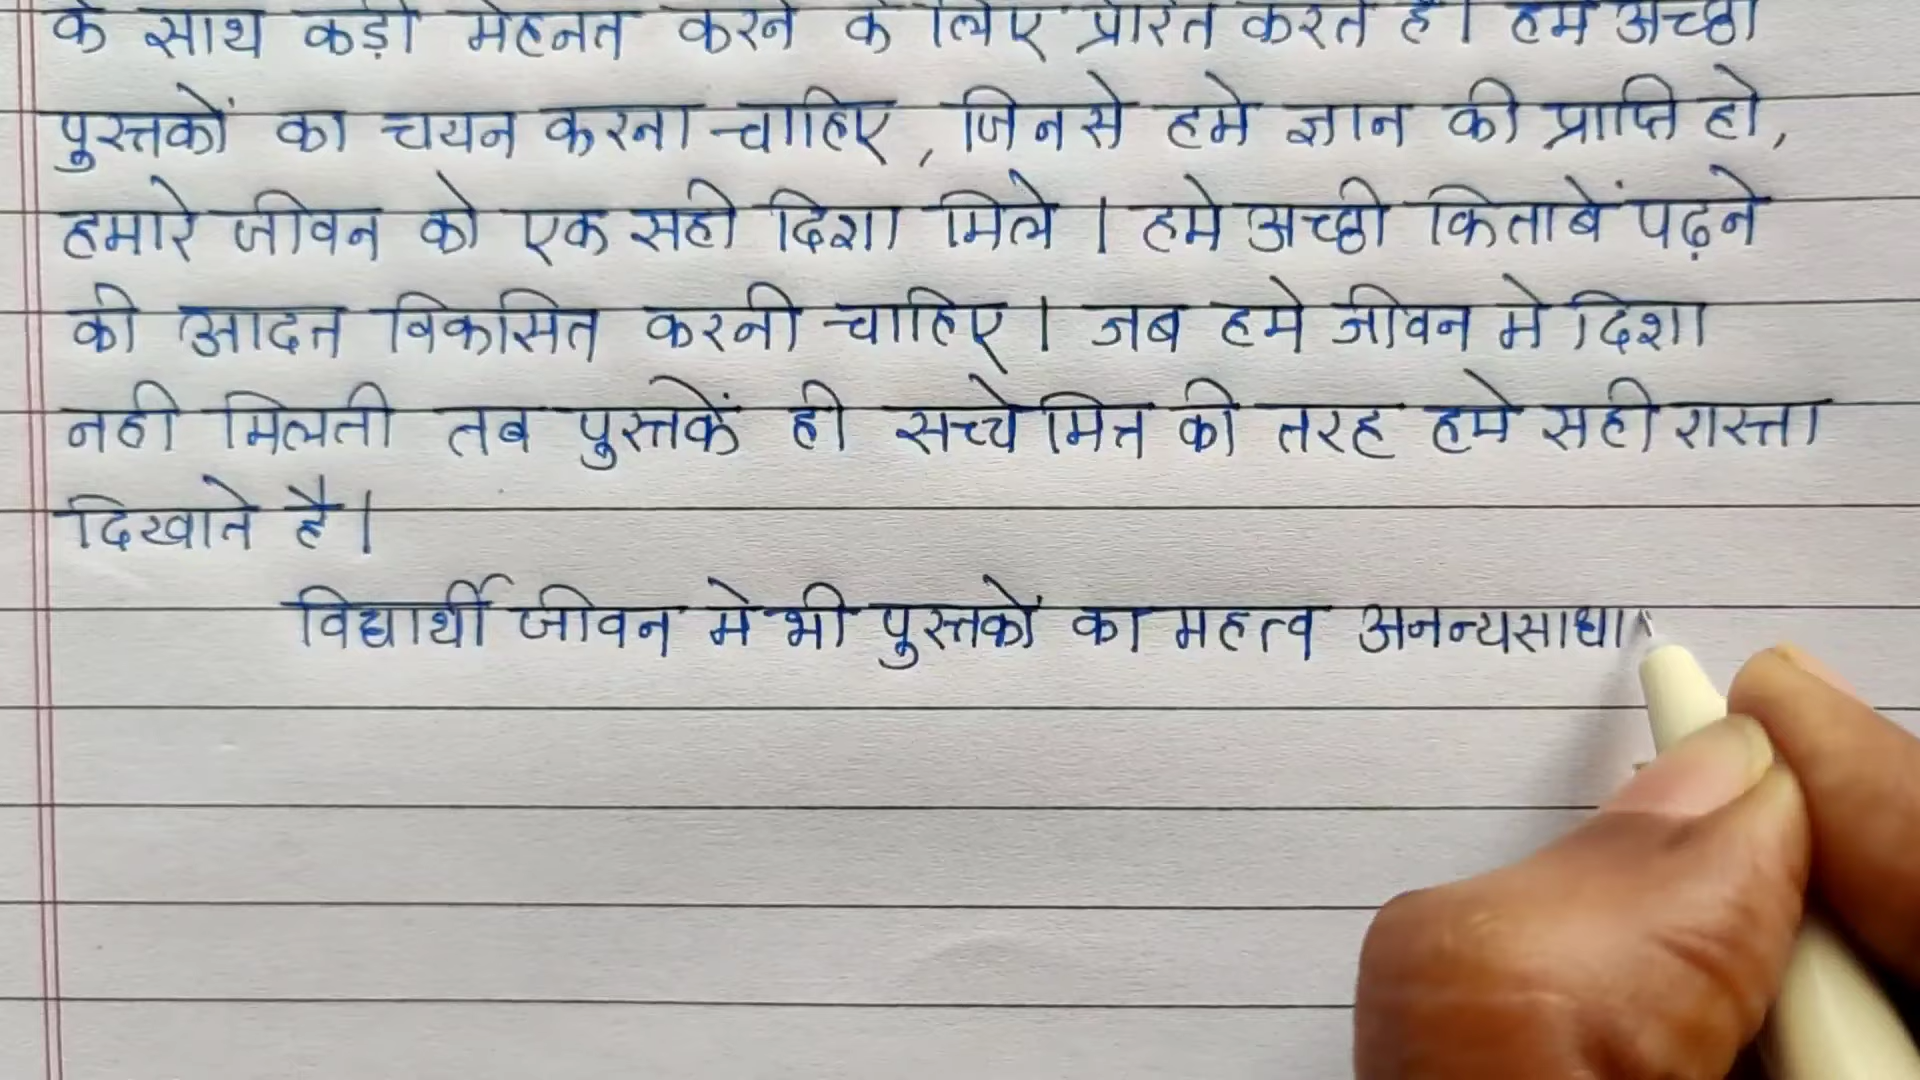 के साथ कड़ी मेहनत करने के लिए प्रेरित करते है। हमे अच्छी
पुस्तकों का चयन करना चाहिए, जिनसे हमे ज्ञान की प्राप्ति हो,
हमारे जीवन को एक सही दिशा मिले। हमे अच्छी किताबें पढ़ने
की आदत विकसित करनी चाहिए। जब हमे जीवन मे दिशा
नही मिलती तब पुस्तकें ही सच्चे मित्त की तरह हमे सही रास्ता
दिखाते है।
विद्यार्थी जीवन मे भी पुस्तकों का महत्व अनन्यसाधा